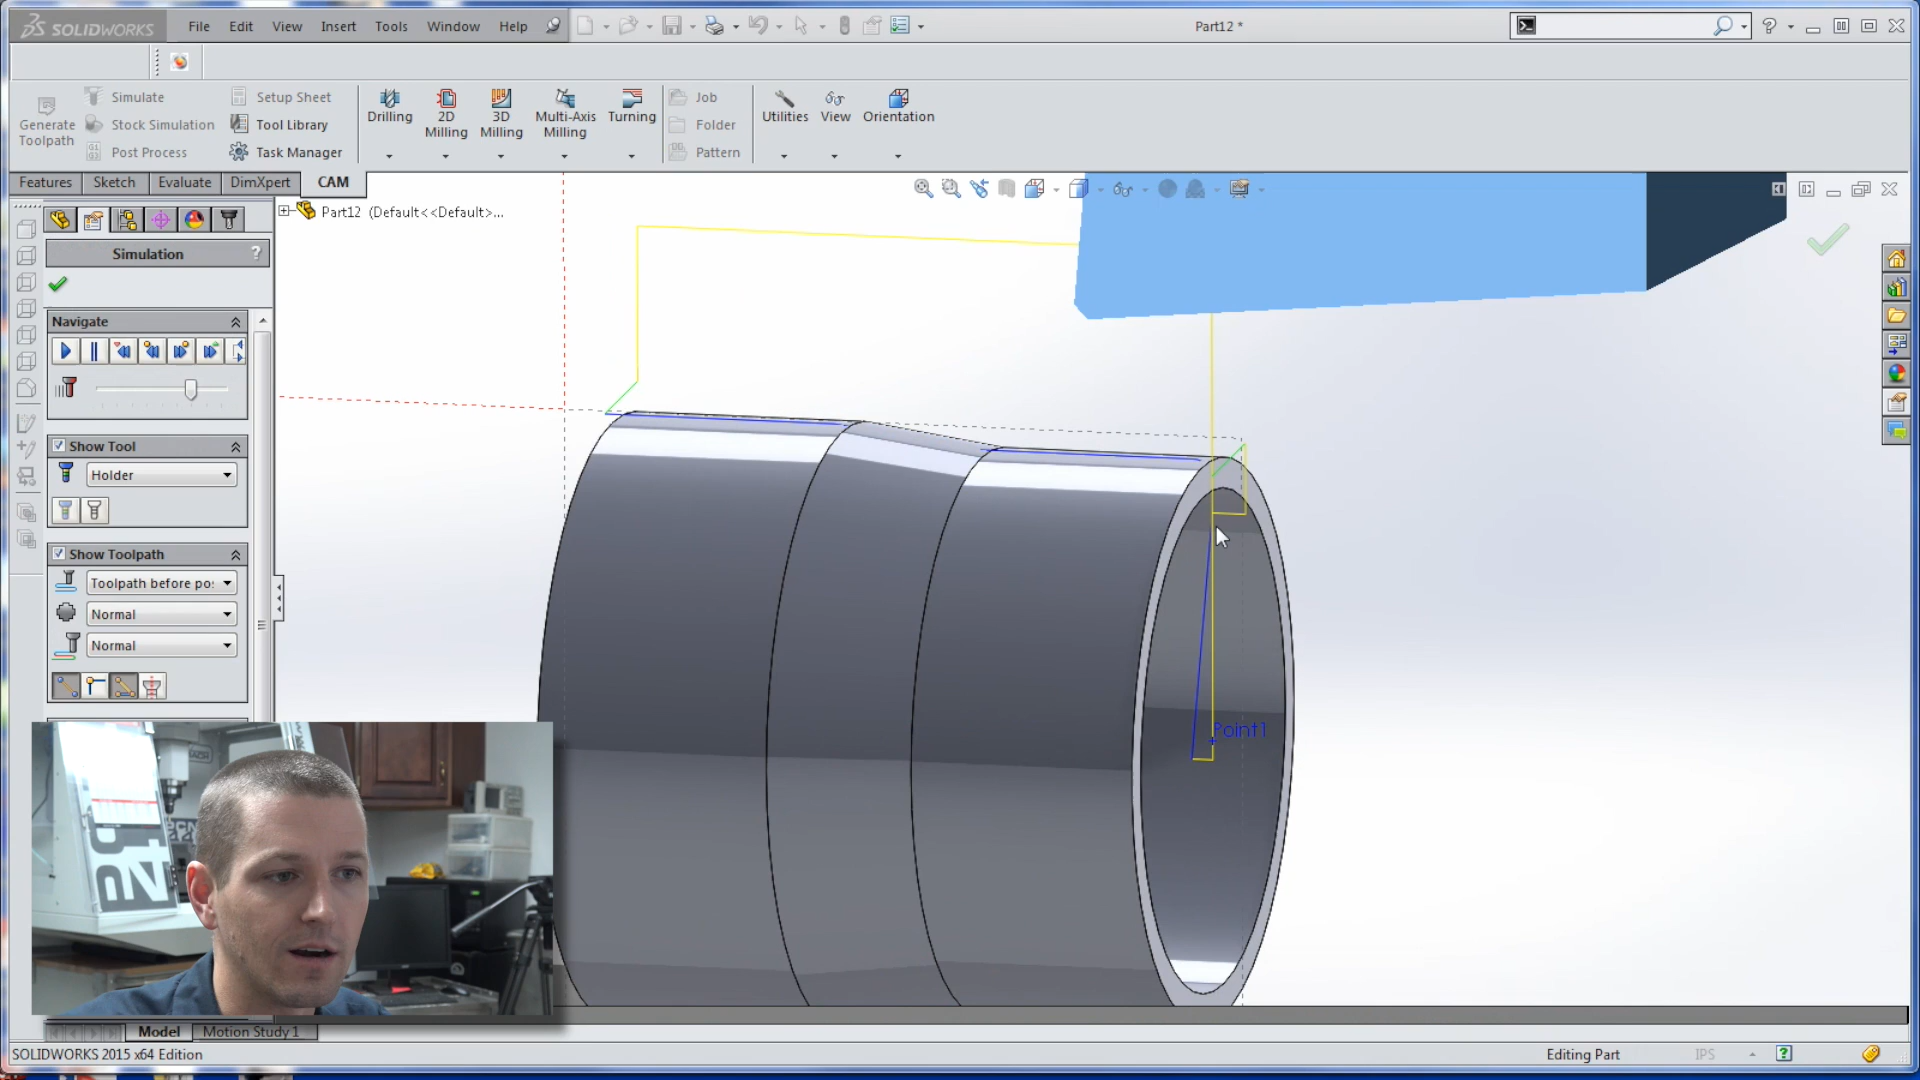 SOLIDWORKS File Edit View Insert Tools Window Help Part12 *
Simulate Setup Sheet Job
Generate Toolpath Stock Simulation Tool Library Drilling 2D Milling 3D Milling Multi-Axis Milling Turning Folder Utilities View Orientation
Post Process Task Manager Pattern
Features Sketch Evaluate DimXpert CAM
Part12 (Default<<Default>...
Simulation ?
Navigate
Show Tool
Holder
Show Toolpath
Toolpath before po:
Normal
Normal
Point1
Model Motion Study 1
SOLIDWORKS 2015 x64 Edition Editing Part IPS